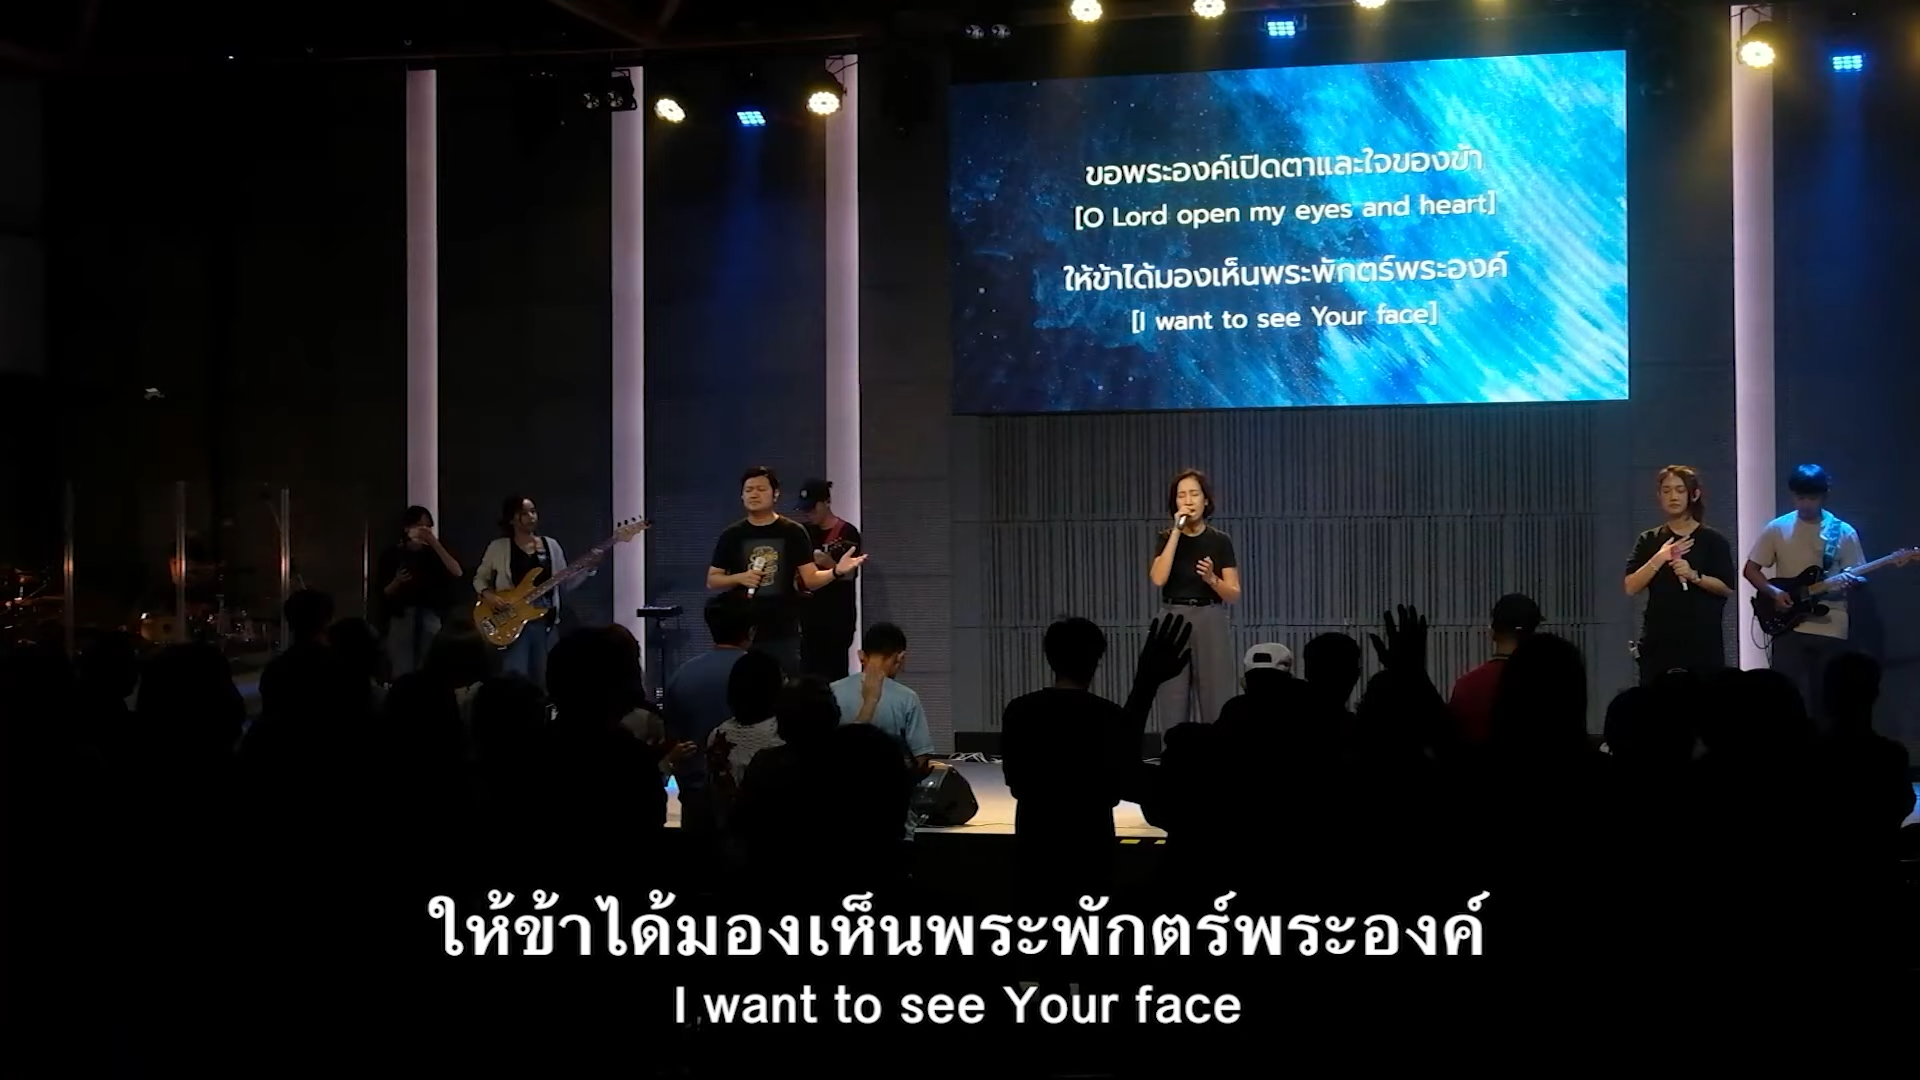 ขอพระองค์เปิดตาและใจของข้า
[O Lord open my eyes and heart]
ให้ข้าได้มองเห็นพระพักตร์พระองค์
[I want to see Your face]
ให้ข้าได้มองเห็นพระพักตร์พระองค์
I want to see Your face